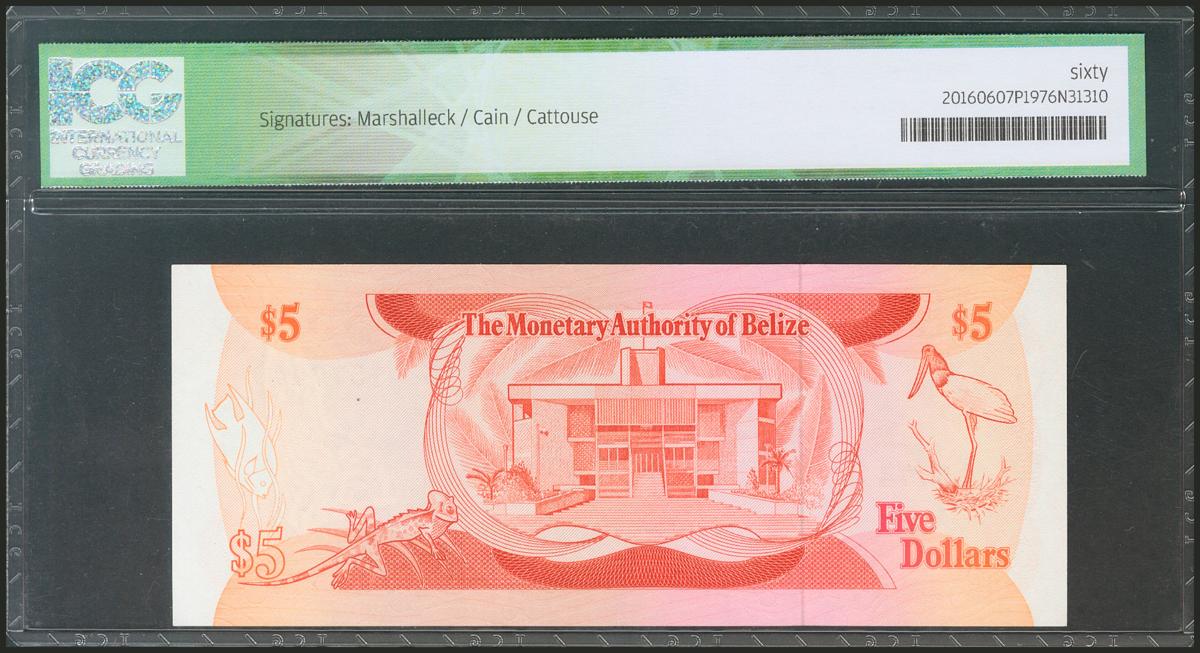 ICG
INTERNATIONAL
CURRENCY
GRADING
Signatures: Marshalleck / Cain / Cattouse
sixty
20160607P1976N31310
$5
The Monetary Authority of Belize
$5
$5
Five
Dollars